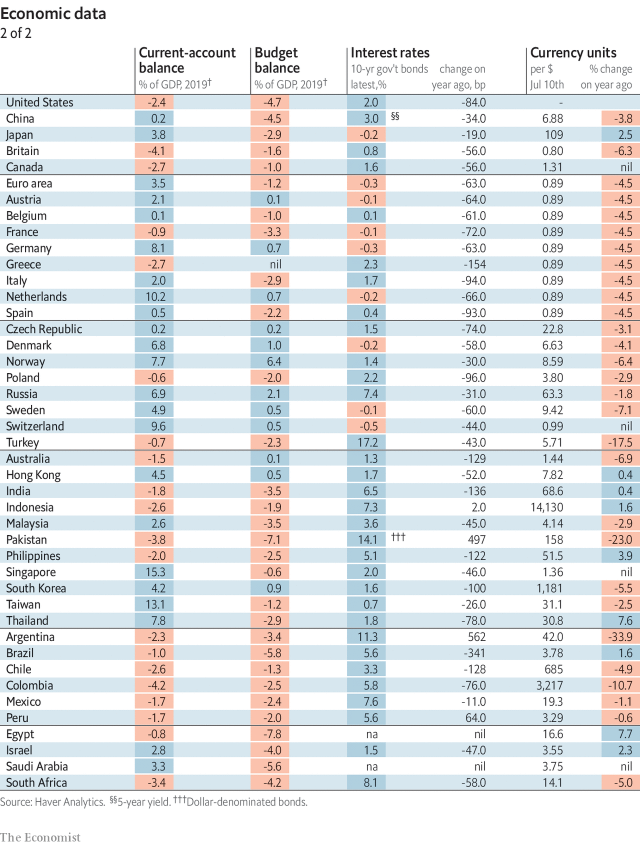 Economic data
2 of 2
Current-account balance % of GDP, 2019† Budget balance % of GDP, 2019† Interest rates 10-yr gov't bonds latest,% change on year ago, bp Currency units per $ Jul 10th % change on year ago
United States -2.4 -4.7 2.0 -84.0 -
China 0.2 -4.5 3.0 §§ -34.0 6.88 -3.8
Japan 3.8 -2.9 -0.2 -19.0 109 2.5
Britain -4.1 -1.6 0.8 -56.0 0.80 -6.3
Canada -2.7 -1.0 1.6 -56.0 1.31 nil
Euro area 3.5 -1.2 -0.3 -63.0 0.89 -4.5
Austria 2.1 0.1 -0.1 -64.0 0.89 -4.5
Belgium 0.1 -1.0 0.1 -61.0 0.89 -4.5
France -0.9 -3.3 -0.1 -72.0 0.89 -4.5
Germany 8.1 0.7 -0.3 -63.0 0.89 -4.5
Greece -2.7 nil 2.3 -154 0.89 -4.5
Italy 2.0 -2.9 1.7 -94.0 0.89 -4.5
Netherlands 10.2 0.7 -0.2 -66.0 0.89 -4.5
Spain 0.5 -2.2 0.4 -93.0 0.89 -4.5
Czech Republic 0.2 0.2 1.5 -74.0 22.8 -3.1
Denmark 6.8 1.0 -0.2 -58.0 6.63 -4.1
Norway 7.7 6.4 1.4 -30.0 8.59 -6.4
Poland -0.6 -2.0 2.2 -96.0 3.80 -2.9
Russia 6.9 2.1 7.4 -31.0 63.3 -1.8
Sweden 4.9 0.5 -0.1 -60.0 9.42 -7.1
Switzerland 9.6 0.5 -0.5 -44.0 0.99 nil
Turkey -0.7 -2.3 17.2 -43.0 5.71 -17.5
Australia -1.5 0.1 1.3 -129 1.44 -6.9
Hong Kong 4.5 0.5 1.7 -52.0 7.82 0.4
India -1.8 -3.5 6.5 -136 68.6 0.4
Indonesia -2.6 -1.9 7.3 2.0 14,130 1.6
Malaysia 2.6 -3.5 3.6 -45.0 4.14 -2.9
Pakistan -3.8 -7.1 14.1 ††† 497 158 -23.0
Philippines -2.0 -2.5 5.1 -122 51.5 3.9
Singapore 15.3 -0.6 2.0 -46.0 1.36 nil
South Korea 4.2 0.9 1.6 -100 1,181 -5.5
Taiwan 13.1 -1.2 0.7 -26.0 31.1 -2.5
Thailand 7.8 -2.9 1.8 -78.0 30.8 7.6
Argentina -2.3 -3.4 11.3 562 42.0 -33.9
Brazil -1.0 -5.8 5.6 -341 3.78 1.6
Chile -2.6 -1.3 3.3 -128 685 -4.9
Colombia -4.2 -2.5 5.8 -76.0 3,217 -10.7
Mexico -1.7 -2.4 7.6 -11.0 19.3 -1.1
Peru -1.7 -2.0 5.6 64.0 3.29 -0.6
Egypt -0.8 -7.8 na nil 16.6 7.7
Israel 2.8 -4.0 1.5 -47.0 3.55 2.3
Saudi Arabia 3.3 -5.6 na nil 3.75 nil
South Africa -3.4 -4.2 8.1 -58.0 14.1 -5.0
Source: Haver Analytics. §§5-year yield. †††Dollar-denominated bonds.
The Economist